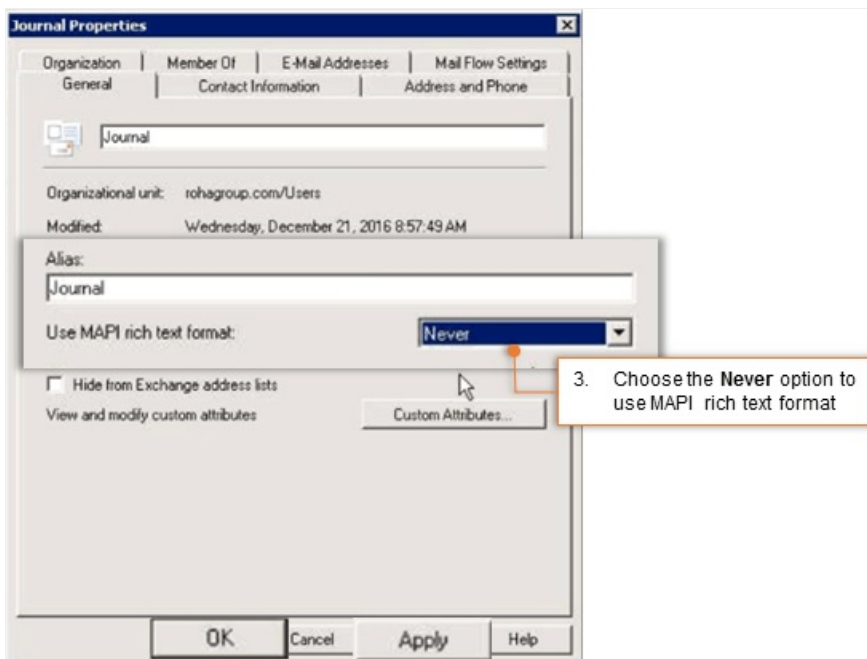 Journal Properties
Organization
Member Of
E-Mail Addresses
Mail Flow Settings
General
Contact Information
Address and Phone
Journal
Organizational unit: rohagroup.com/Users
Modified: Wednesday, December 21, 2016 8:57:49 AM
Alias:
Journal
Use MAPI rich text format: Never
3. Choose the Never option to
use MAPI rich text format
Hide from Exchange address lists
View and modify custom attributes
Custom Attributes...
OK
Cancel
Apply
Help